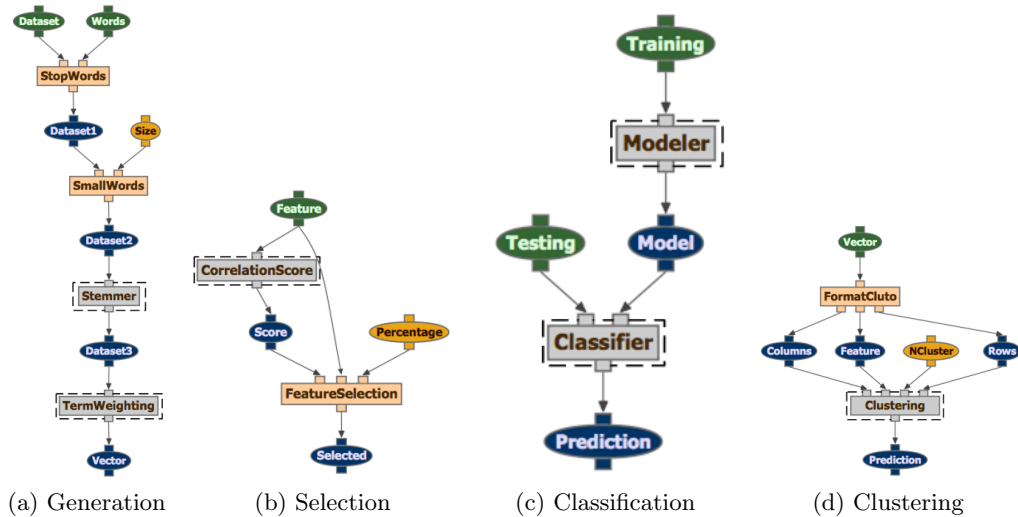 Dataset
Words
StopWords
Dataset1
Size
SmallWords
Dataset2
Stemmer
Dataset3
TermWeighting
Vector
(a) Generation
Feature
CorrelationScore
Score
Percentage
FeatureSelection
Selected
(b) Selection
Training
Modeler
Testing
Model
Classifier
Prediction
(c) Classification
Vector
FormatCluto
Columns
Feature
NCluster
Rows
Clustering
Prediction
(d) Clustering